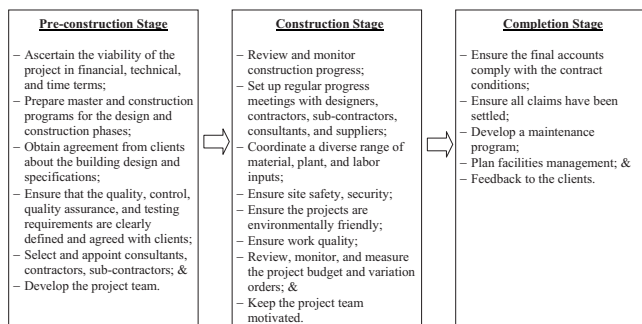 Pre-construction Stage
– Ascertain the viability of the
project in financial, technical,
and time terms;
– Prepare master and construction
programs for the design and
construction phases;
– Obtain agreement from clients
about the building design and
specifications;
– Ensure that the quality, control,
quality assurance, and testing
requirements are clearly
defined and agreed with clients;
– Select and appoint consultants,
contractors, sub-contractors; &
– Develop the project team.
Construction Stage
– Review and monitor
construction progress;
– Set up regular progress
meetings with designers,
contractors, sub-contractors,
consultants, and suppliers;
– Coordinate a diverse range of
material, plant, and labor
inputs;
– Ensure site safety, security;
– Ensure the projects are
environmentally friendly;
– Ensure work quality;
– Review, monitor, and measure
the project budget and variation
orders; &
– Keep the project team
motivated.
Completion Stage
– Ensure the final accounts
comply with the contract
conditions;
– Ensure all claims have been
settled;
– Develop a maintenance
program;
– Plan facilities management; &
– Feedback to the clients.